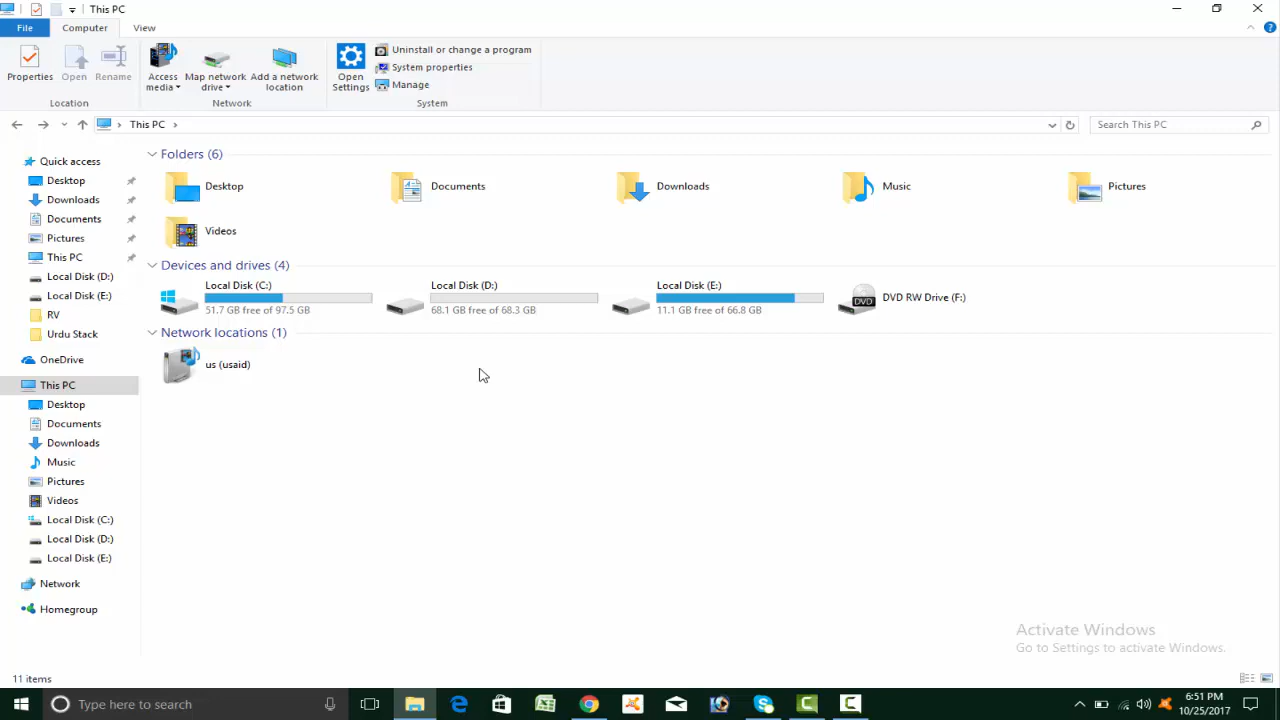 This PC
File
Computer
View
Properties
Open
Rename
Location
Access media
Map network drive
Add a network location
Network
Open Settings
Uninstall or change a program
System properties
Manage
System
This PC
Search This PC
Quick access
Desktop
Downloads
Documents
Pictures
This PC
Local Disk (D:)
Local Disk (E:)
RV
Urdu Stack
OneDrive
This PC
Desktop
Documents
Downloads
Music
Pictures
Videos
Local Disk (C:)
Local Disk (D:)
Local Disk (E:)
Network
Homegroup
Folders (6)
Desktop
Documents
Downloads
Music
Pictures
Videos
Devices and drives (4)
Local Disk (C:)
51.7 GB free of 97.5 GB
Local Disk (D:)
68.1 GB free of 68.3 GB
Local Disk (E:)
11.1 GB free of 66.8 GB
DVD
DVD RW Drive (F:)
Network locations (1)
us (usaid)
Activate Windows
Go to Settings to activate Windows.
11 items
Type here to search
6:51 PM
10/25/2017